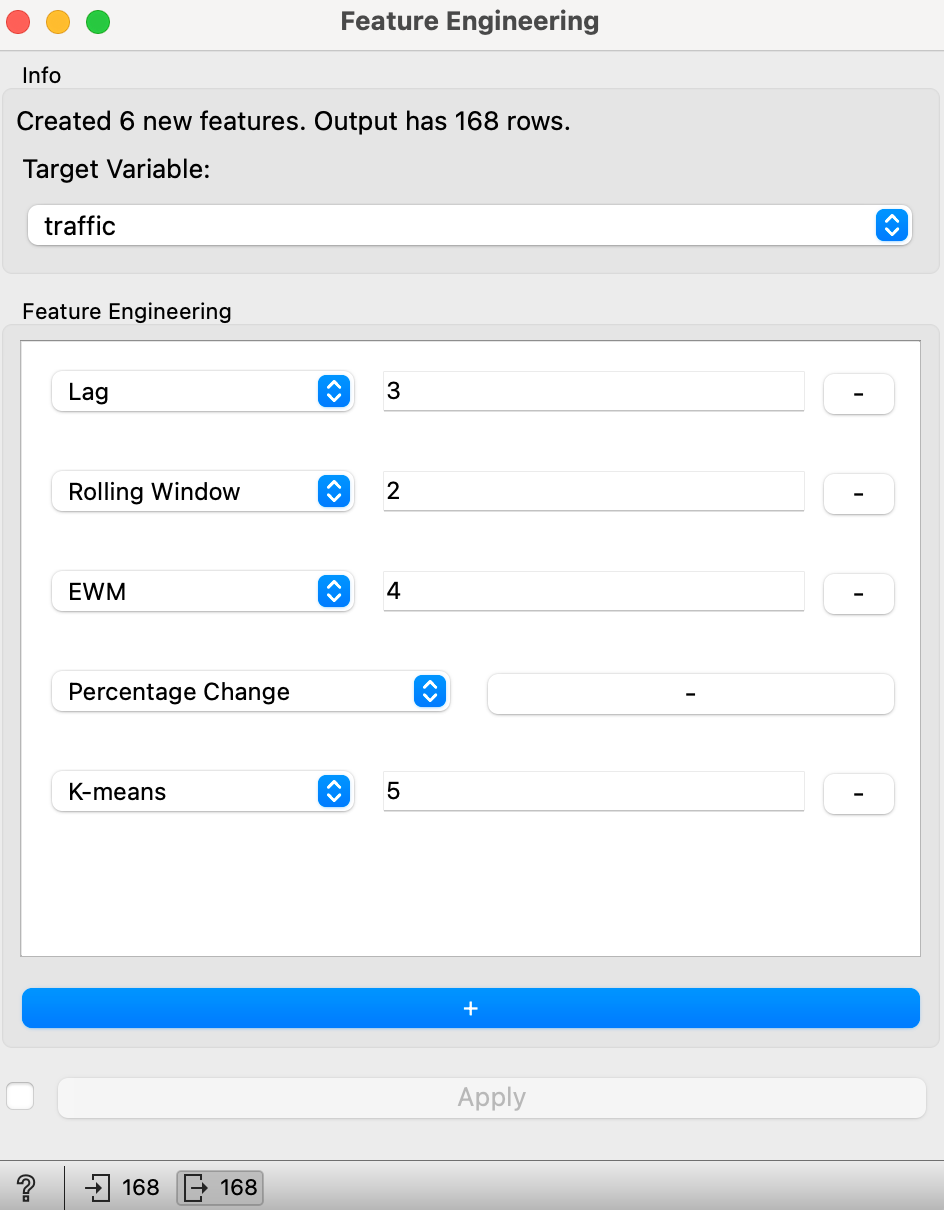 Feature Engineering
Info
Created 6 new features. Output has 168 rows.
Target Variable:
traffic
Feature Engineering
Lag 3 -
Rolling Window 2 -
EWM 4 -
Percentage Change -
K-means 5 -
+
Apply
? 168 168